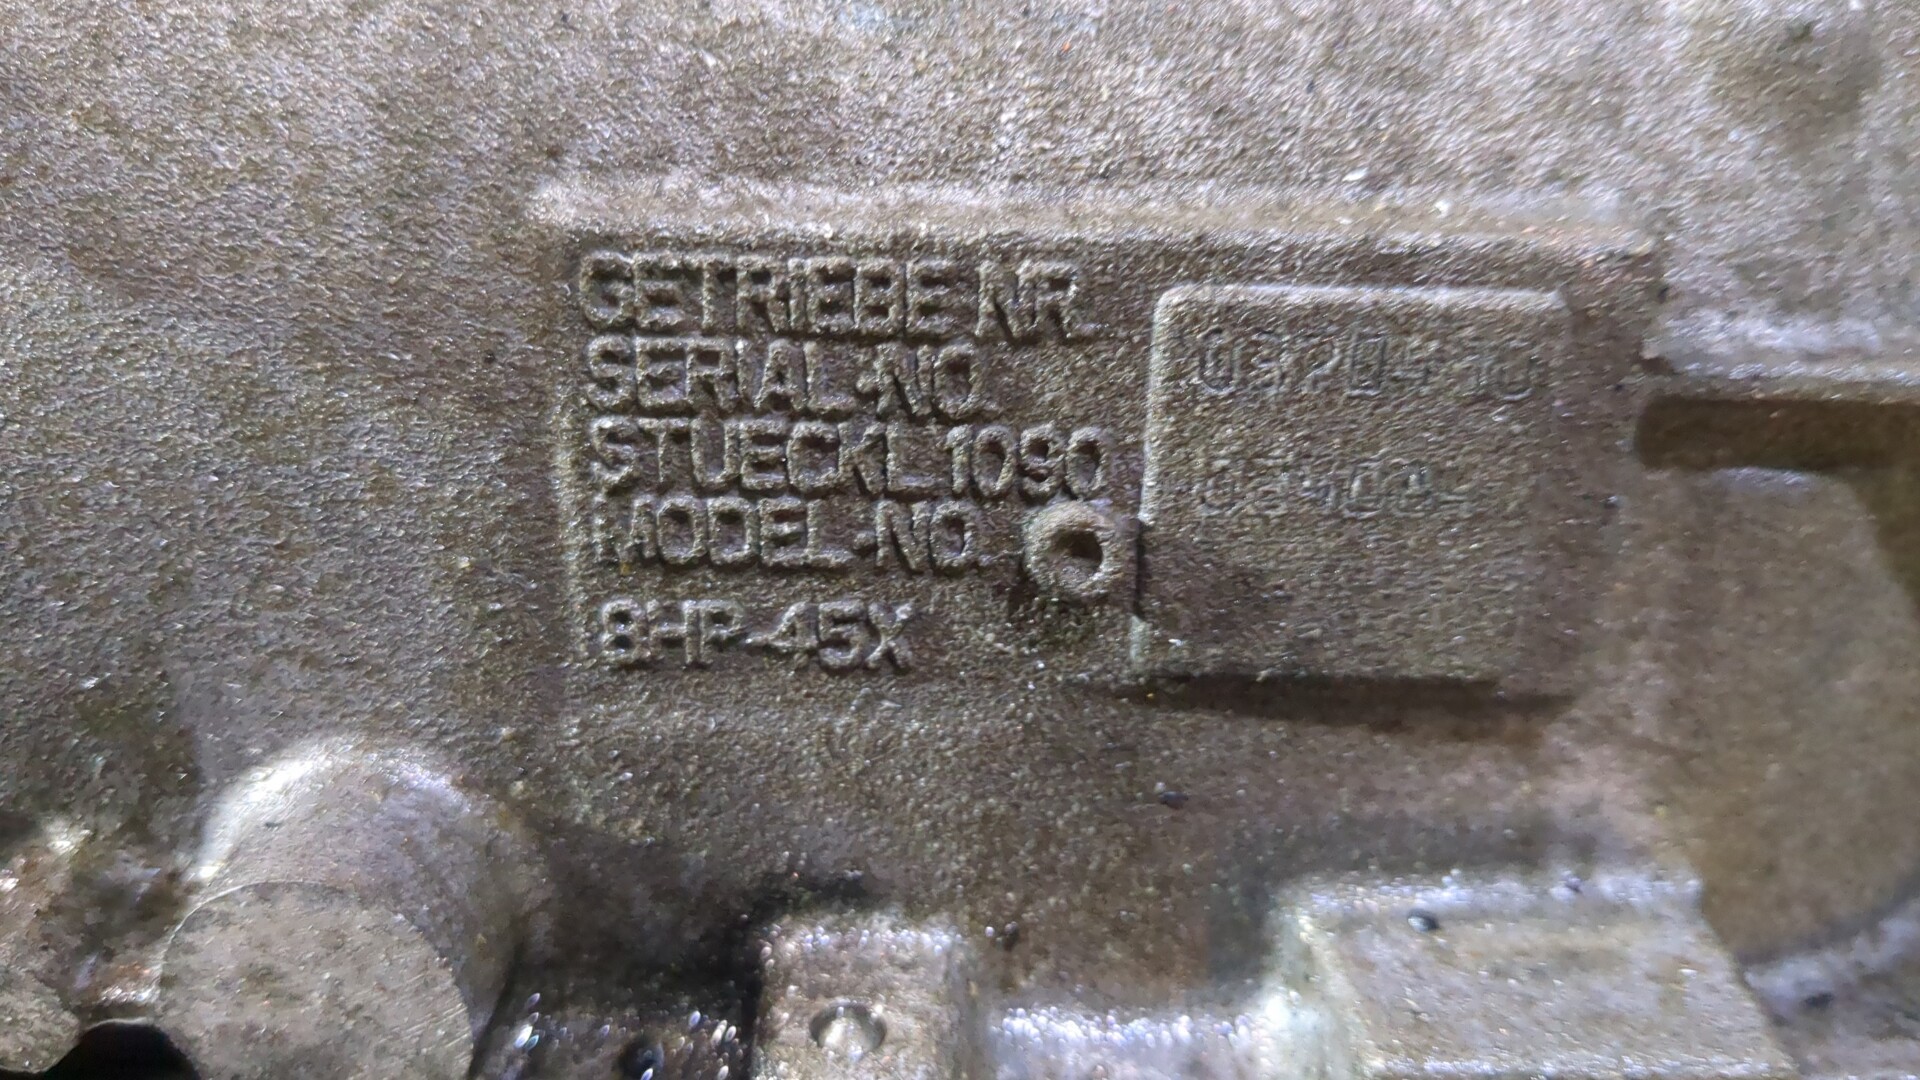 GETRIEBE NR.
SERIAL-NO.
STUECKL 1090
MODEL-NO.
8HP-45X